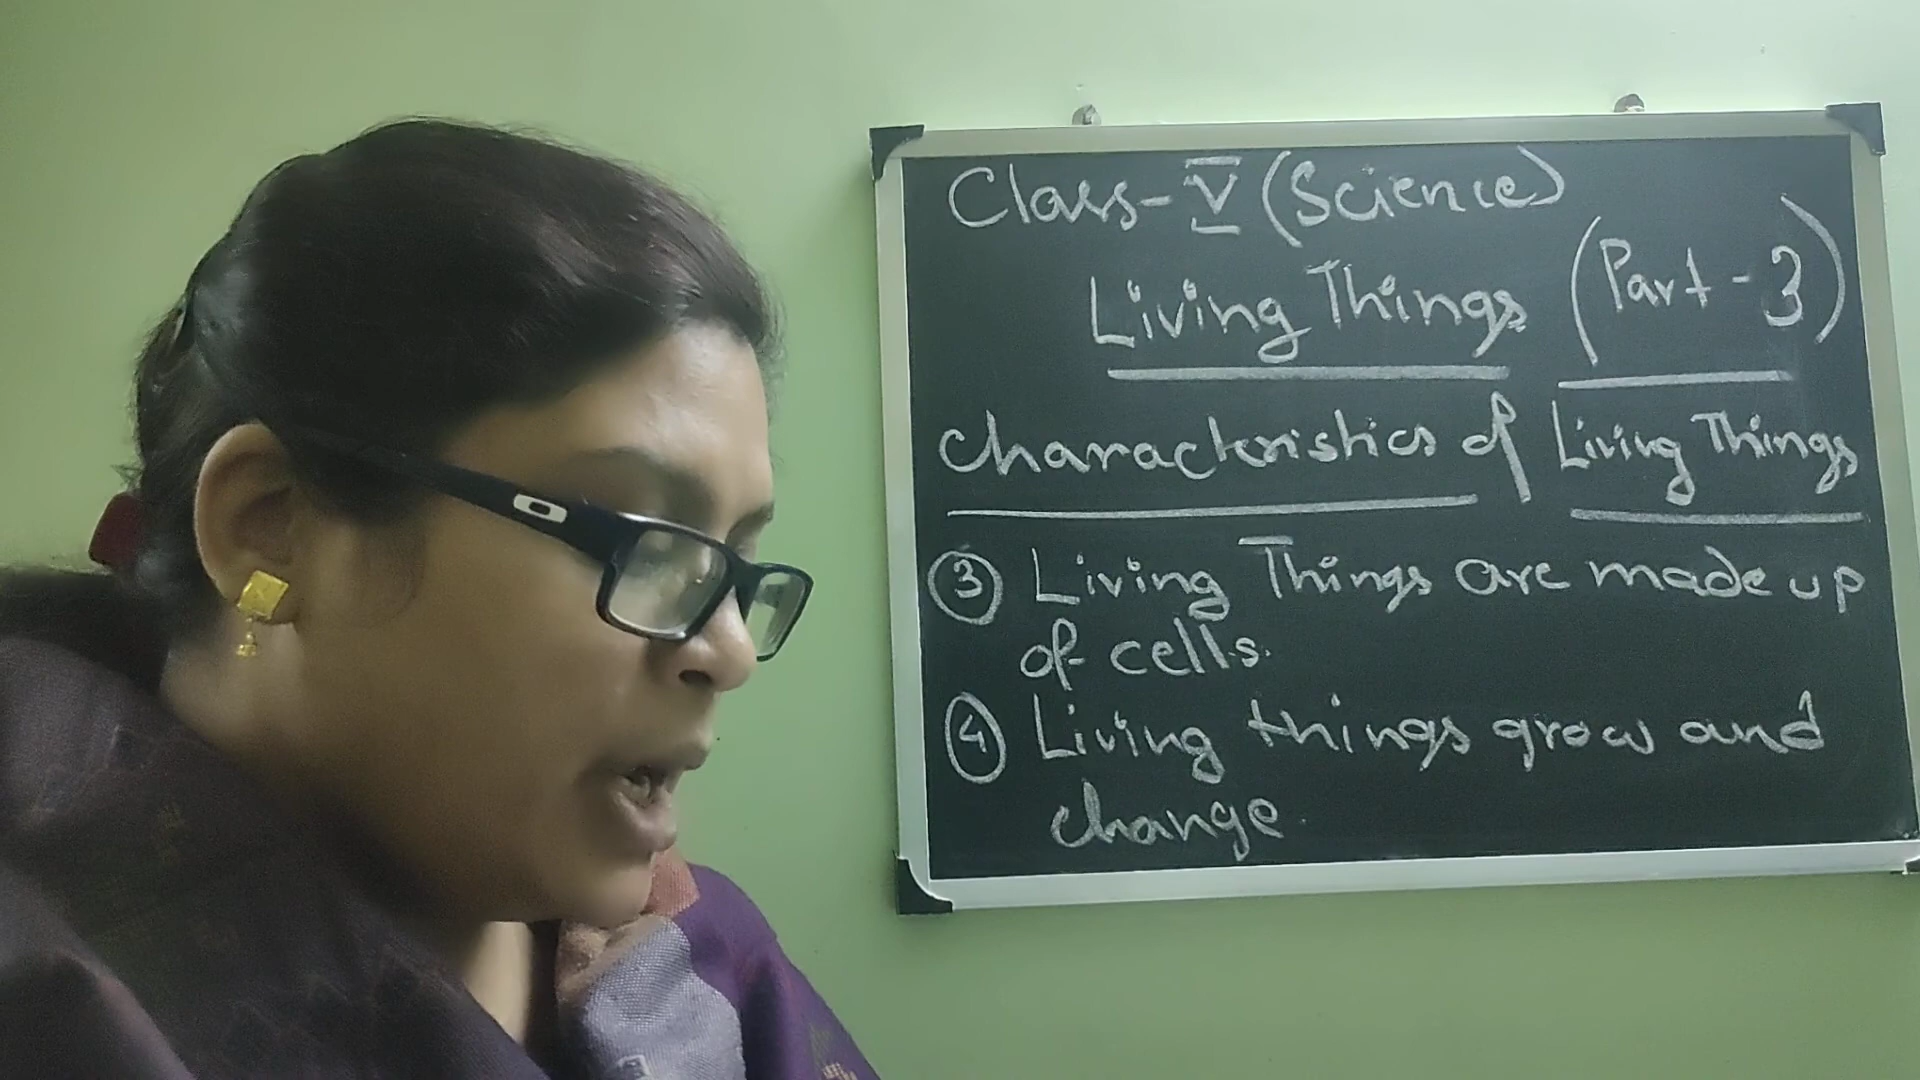 Class-V (Science)
Living Things (Part-3)
Characteristics of Living Things
③ Living Things are made up
of cells.
④ Living things grow and
change.